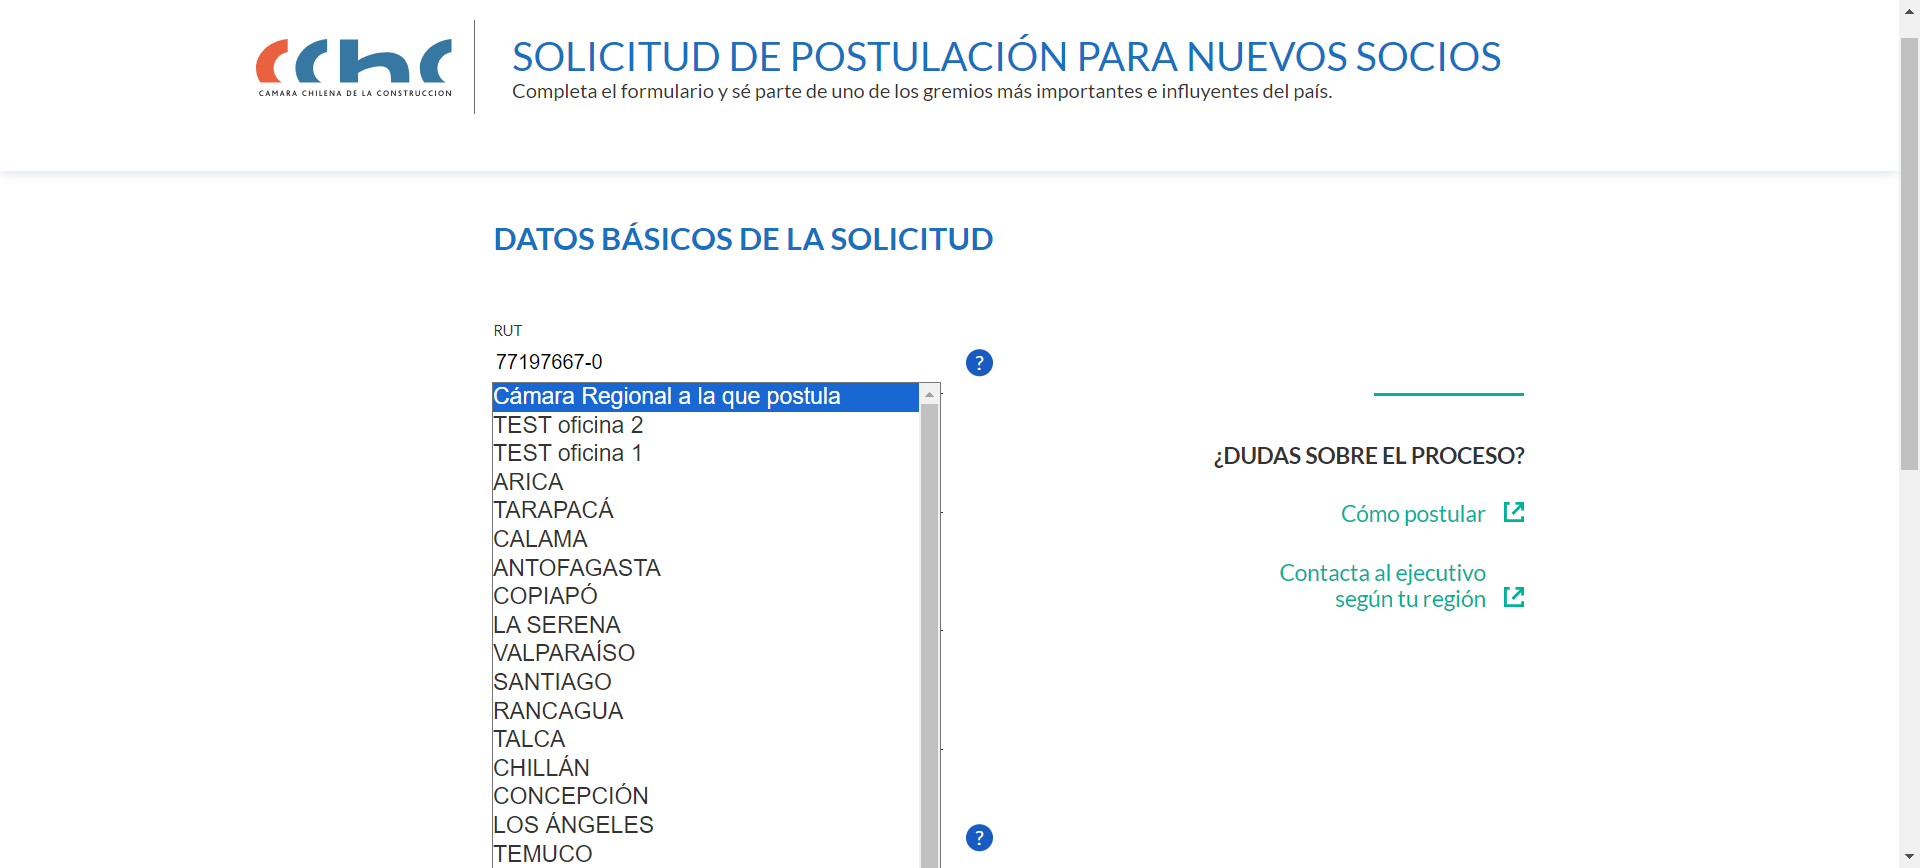 cchc
CAMARA CHILENA DE LA CONSTRUCCION
SOLICITUD DE POSTULACIÓN PARA NUEVOS SOCIOS
Completa el formulario y sé parte de uno de los gremios más importantes e influyentes del país.
DATOS BÁSICOS DE LA SOLICITUD
RUT
77197667-0
?
Cámara Regional a la que postula
TEST oficina 2
TEST oficina 1
ARICA
TARAPACÁ
CALAMA
ANTOFAGASTA
COPIAPÓ
LA SERENA
VALPARAÍSO
SANTIAGO
RANCAGUA
TALCA
CHILLÁN
CONCEPCIÓN
LOS ÁNGELES
TEMUCO
?
¿DUDAS SOBRE EL PROCESO?
Cómo postular
Contacta al ejecutivo
según tu región